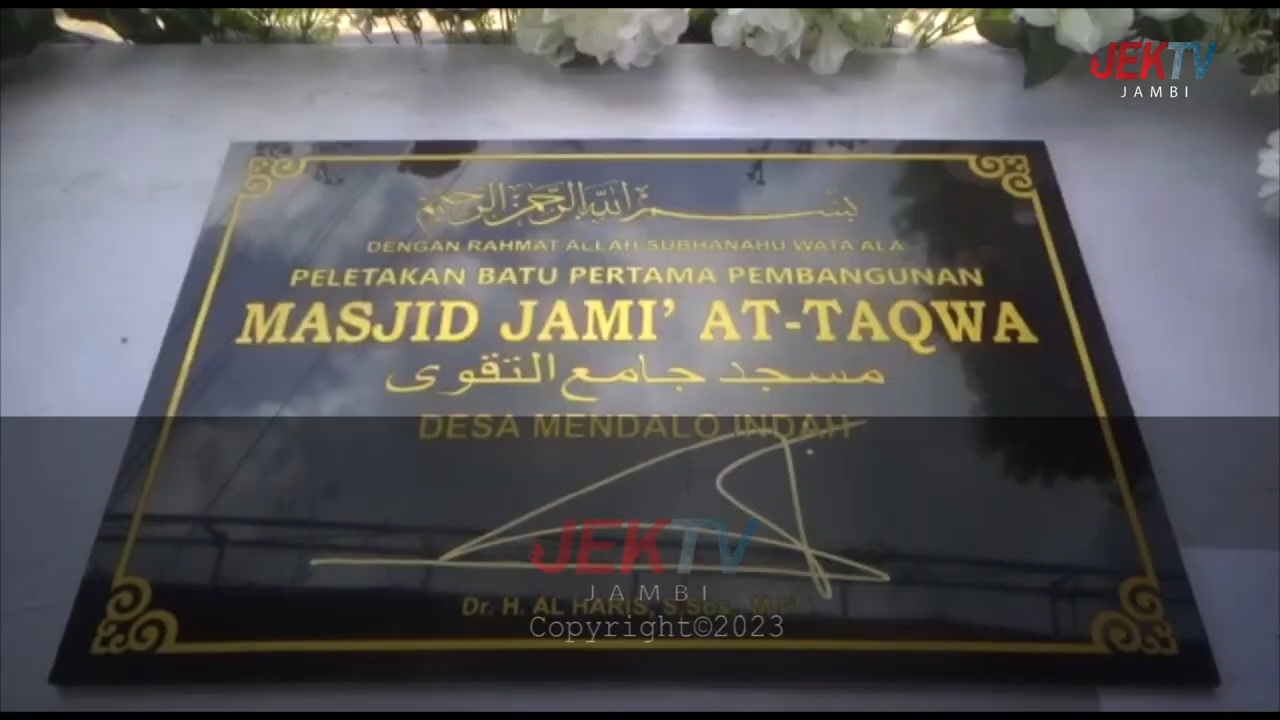 JEKTV
JAMBI
بسم الله الرحمن الرحيم
DENGAN RAHMAT ALLAH SUBHANAHU WATA ALA
PELETAKAN BATU PERTAMA PEMBANGUNAN
MASJID JAMI' AT-TAQWA
مسجد جامع التقوى
DESA MENDALO INDAH
JEKTV
JAMBI
Dr. H. AL HARIS, S.Sos., M.H
Copyright©2023